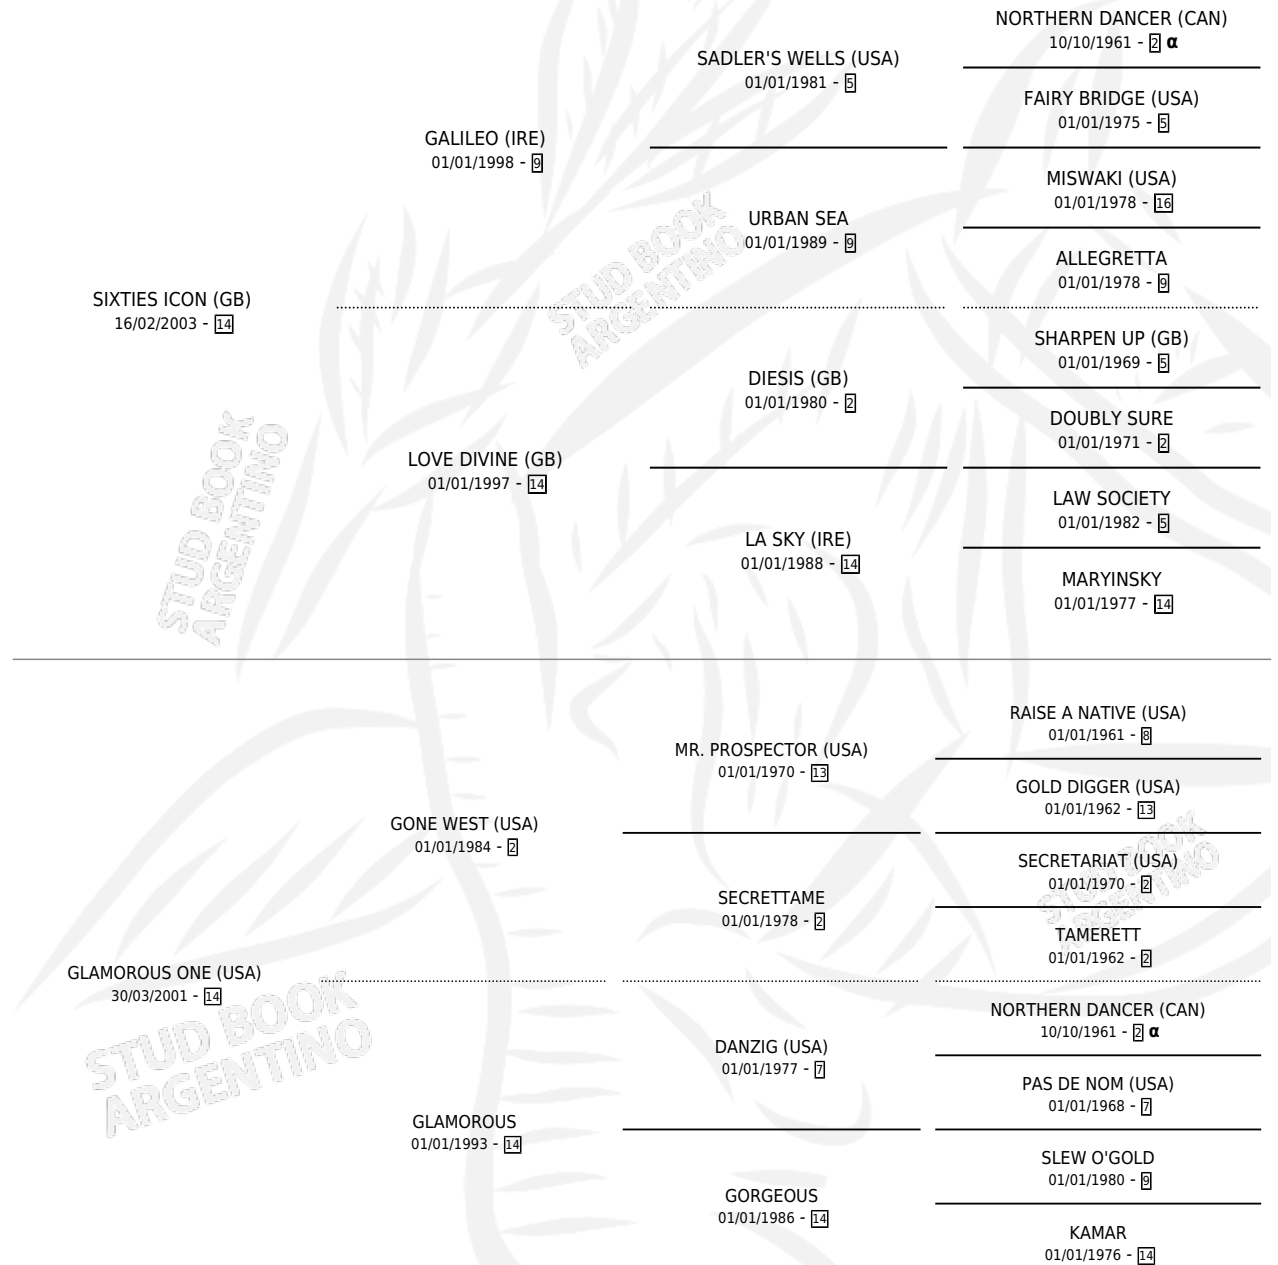 NORTHERN DANCER (CAN)
10/10/1961 - 2 α
SADLER'S WELLS (USA)
01/01/1981 - 5
FAIRY BRIDGE (USA)
01/01/1975 - 5
GALILEO (IRE)
01/01/1998 - 9
MISWAKI (USA)
01/01/1978 - 16
URBAN SEA
01/01/1989 - 9
ALLEGRETTA
01/01/1978 - 9
SIXTIES ICON (GB)
16/02/2003 - 14
SHARPEN UP (GB)
01/01/1969 - 5
DIESIS (GB)
01/01/1980 - 2
DOUBLY SURE
01/01/1971 - 2
LOVE DIVINE (GB)
01/01/1997 - 14
LAW SOCIETY
01/01/1982 - 5
LA SKY (IRE)
01/01/1988 - 14
MARYINSKY
01/01/1977 - 14
RAISE A NATIVE (USA)
01/01/1961 - 8
MR. PROSPECTOR (USA)
01/01/1970 - 13
GOLD DIGGER (USA)
01/01/1962 - 13
GONE WEST (USA)
01/01/1984 - 2
SECRETARIAT (USA)
01/01/1970 - 2
SECRETTAME
01/01/1978 - 2
TAMERETT
01/01/1962 - 2
GLAMOROUS ONE (USA)
30/03/2001 - 14
NORTHERN DANCER (CAN)
10/10/1961 - 2 α
DANZIG (USA)
01/01/1977 - 7
PAS DE NOM (USA)
01/01/1968 - 7
GLAMOROUS
01/01/1993 - 14
SLEW O'GOLD
01/01/1980 - 9
GORGEOUS
01/01/1986 - 14
KAMAR
01/01/1976 - 14
STUD BOOK
ARGENTINO
STUD BOOK
ARGENTINO
STUD BOOK
ARGENTINO
STUD BOOK
ARGENTINO